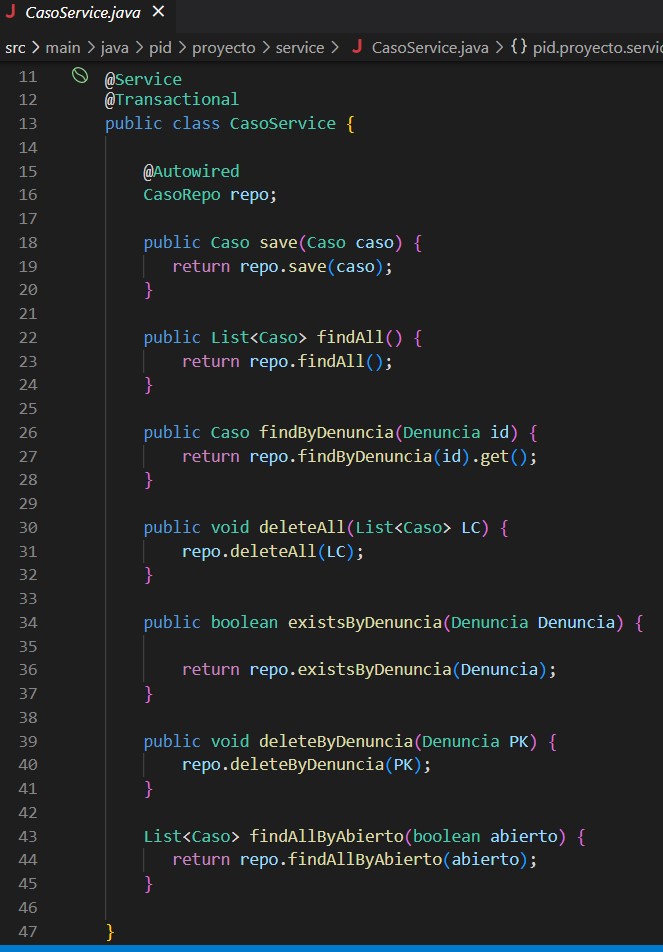 J CasoService.java ×
src > main > java > pid > proyecto > service > J CasoService.java > {} pid.proyecto.servic
11 @Service
12 @Transactional
13 public class CasoService {
14
15 @Autowired
16 CasoRepo repo;
17
18 public Caso save(Caso caso) {
19 return repo.save(caso);
20 }
21
22 public List<Caso> findAll() {
23 return repo.findAll();
24 }
25
26 public Caso findByDenuncia(Denuncia id) {
27 return repo.findByDenuncia(id).get();
28 }
29
30 public void deleteAll(List<Caso> LC) {
31 repo.deleteAll(LC);
32 }
33
34 public boolean existsByDenuncia(Denuncia Denuncia) {
35
36 return repo.existsByDenuncia(Denuncia);
37 }
38
39 public void deleteByDenuncia(Denuncia PK) {
40 repo.deleteByDenuncia(PK);
41 }
42
43 List<Caso> findAllByAbierto(boolean abierto) {
44 return repo.findAllByAbierto(abierto);
45 }
46
47 }